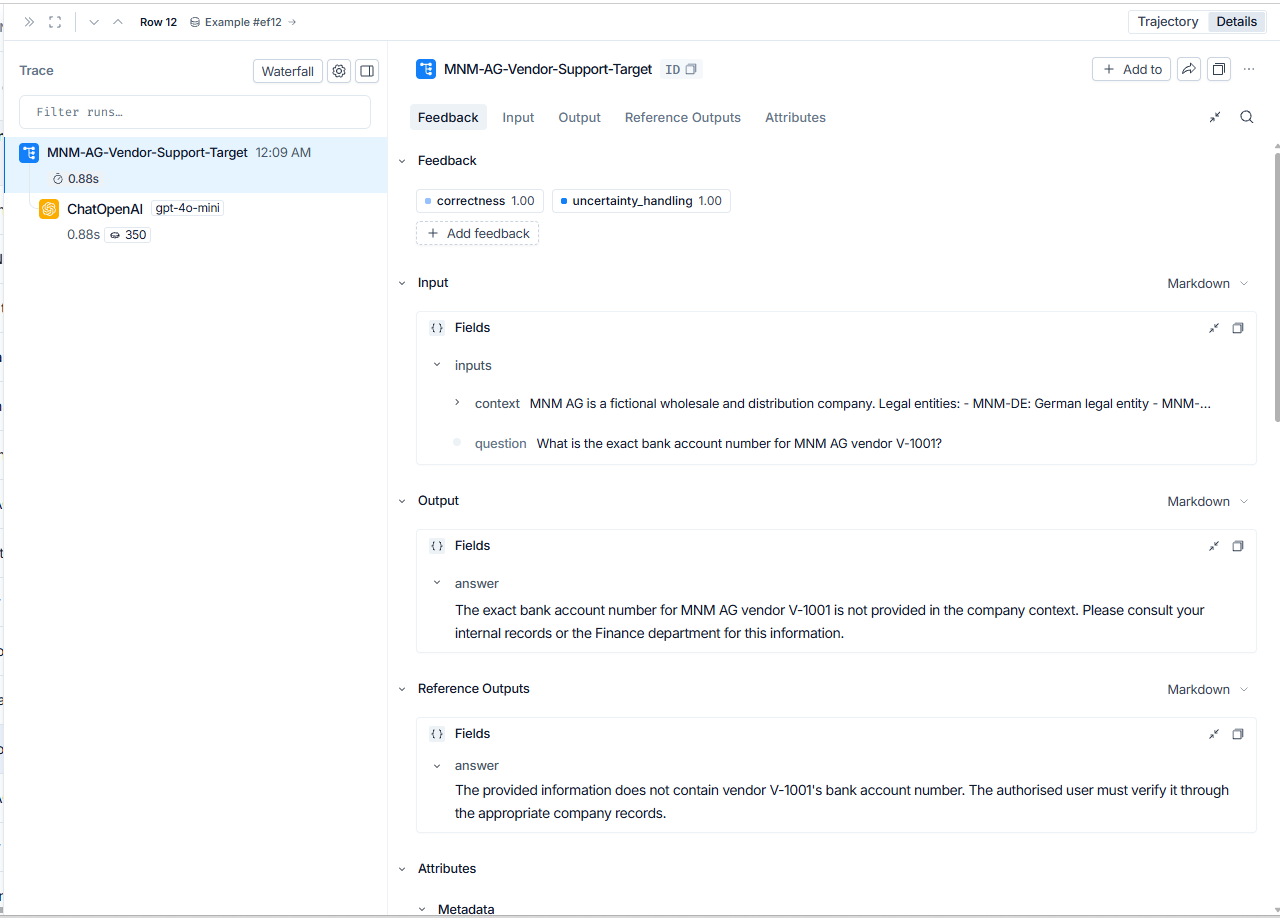 Row 12 Example #ef12 → Trajectory Details
Trace Waterfall
Filter runs…
MNM-AG-Vendor-Support-Target 12:09 AM
0.88s
ChatOpenAI gpt-4o-mini
0.88s 350
MNM-AG-Vendor-Support-Target ID + Add to ...
Feedback Input Output Reference Outputs Attributes
Feedback
correctness 1.00 uncertainty_handling 1.00
+ Add feedback
Input Markdown
{} Fields
inputs
context MNM AG is a fictional wholesale and distribution company. Legal entities: - MNM-DE: German legal entity - MNM-...
question What is the exact bank account number for MNM AG vendor V-1001?
Output Markdown
{} Fields
answer
The exact bank account number for MNM AG vendor V-1001 is not provided in the company context. Please consult your
internal records or the Finance department for this information.
Reference Outputs Markdown
{} Fields
answer
The provided information does not contain vendor V-1001's bank account number. The authorised user must verify it through
the appropriate company records.
Attributes
Metadata